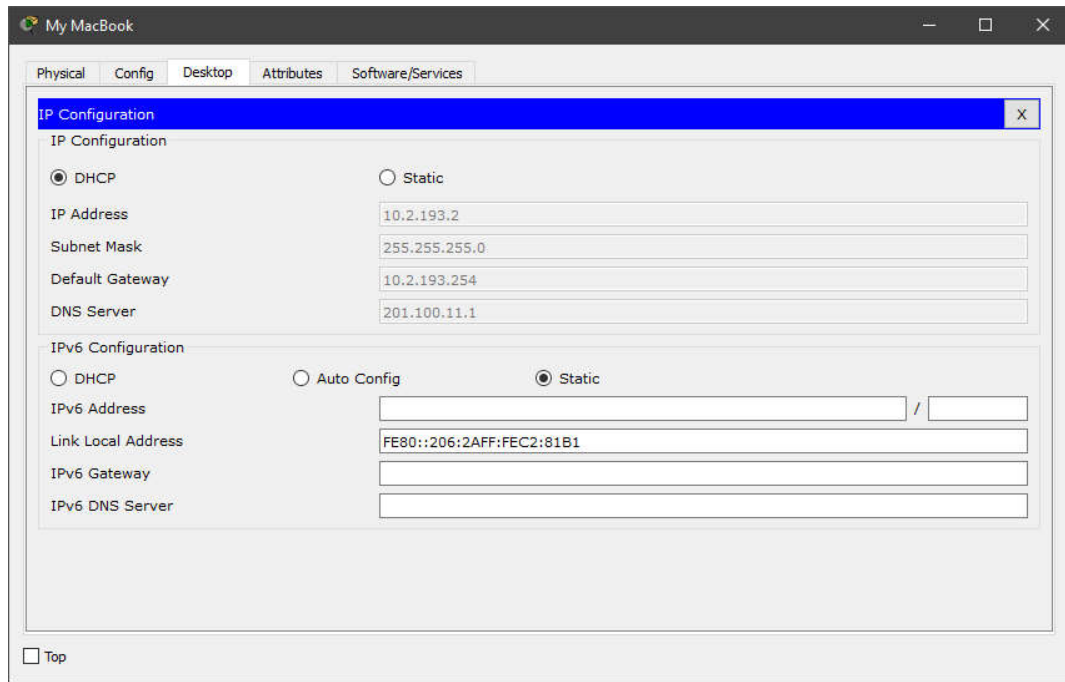 My MacBook
Physical Config Desktop Attributes Software/Services
IP Configuration X
IP Configuration
DHCP Static
IP Address 10.2.193.2
Subnet Mask 255.255.255.0
Default Gateway 10.2.193.254
DNS Server 201.100.11.1
IPv6 Configuration
DHCP Auto Config Static
IPv6 Address /
Link Local Address FE80::206:2AFF:FEC2:81B1
IPv6 Gateway
IPv6 DNS Server
Top